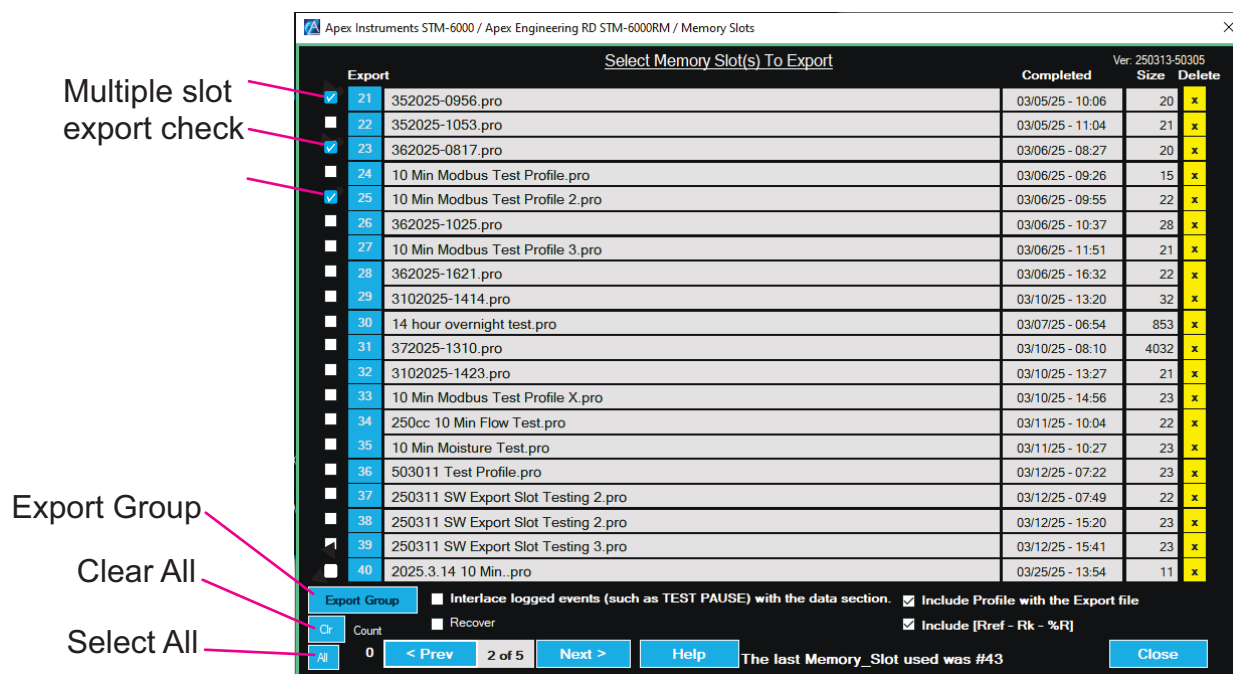 Apex Instruments STM-6000 / Apex Engineering RD STM-6000RM / Memory Slots
Select Memory Slot(s) To Export
Ver: 250313-50305
Export Completed Size Delete
Multiple slot
export check
21 352025-0956.pro 03/05/25 - 10:06 20 x
22 352025-1053.pro 03/05/25 - 11:04 21 x
23 362025-0817.pro 03/06/25 - 08:27 20 x
24 10 Min Modbus Test Profile.pro 03/06/25 - 09:26 15 x
25 10 Min Modbus Test Profile 2.pro 03/06/25 - 09:55 22 x
26 362025-1025.pro 03/06/25 - 10:37 28 x
27 10 Min Modbus Test Profile 3.pro 03/06/25 - 11:51 21 x
28 362025-1621.pro 03/06/25 - 16:32 22 x
29 3102025-1414.pro 03/10/25 - 13:20 32 x
30 14 hour overnight test.pro 03/07/25 - 06:54 853 x
31 372025-1310.pro 03/10/25 - 08:10 4032 x
32 3102025-1423.pro 03/10/25 - 13:27 21 x
33 10 Min Modbus Test Profile X.pro 03/10/25 - 14:56 23 x
34 250cc 10 Min Flow Test.pro 03/11/25 - 10:04 22 x
35 10 Min Moisture Test.pro 03/11/25 - 10:27 23 x
36 503011 Test Profile.pro 03/12/25 - 07:22 23 x
37 250311 SW Export Slot Testing 2.pro 03/12/25 - 07:49 22 x
38 250311 SW Export Slot Testing 2.pro 03/12/25 - 15:20 23 x
39 250311 SW Export Slot Testing 3.pro 03/12/25 - 15:41 23 x
40 2025.3.14 10 Min..pro 03/25/25 - 13:54 11 x
Export Group
Clear All
Select All
Export Group Interlace logged events (such as TEST PAUSE) with the data section. Include Profile with the Export file
Clr Count Recover Include [Rref - Rk - %R]
All 0 < Prev 2 of 5 Next > Help The last Memory_Slot used was #43 Close